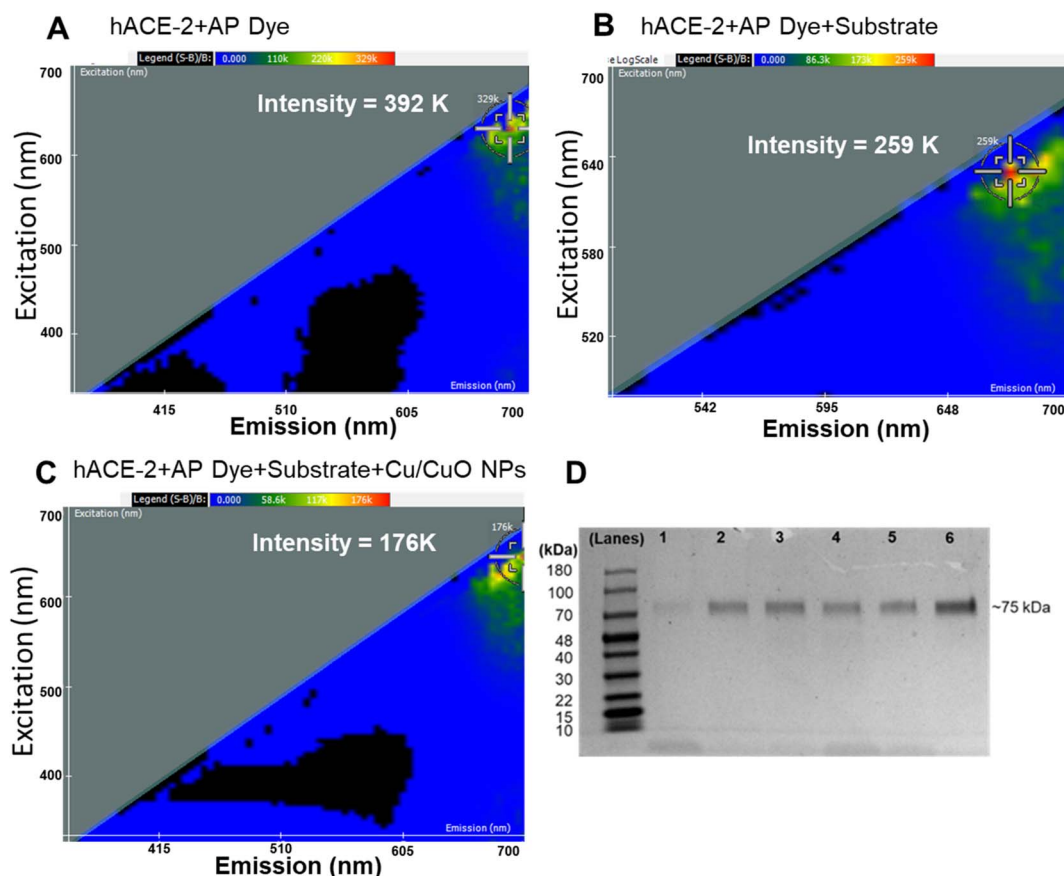 A hACE-2+AP Dye
Legend (S-B)/B: 0.000 110k 220k 329k
700
Excitation (nm)
Intensity = 392 K
329k
600
500
400
Excitation (nm)
Emission (nm)
415 510 605 700
Emission (nm)
B hACE-2+AP Dye+Substrate
se LogScale Legend (S-B)/B: 0.000 86.3k 173k 259k
700
Intensity = 259 K
259k
640
580
520
Excitation (nm)
Emission (nm)
542 595 648 700
Emission (nm)
C hACE-2+AP Dye+Substrate+Cu/CuO NPs
Legend (S-B)/B: 0.000 58.6k 117k 176k
700
Excitation (nm)
Intensity = 176K
176k
600
500
400
Excitation (nm)
Emission (nm)
415 510 605 700
Emission (nm)
D
(kDa) (Lanes) 1 2 3 4 5 6
180
100
70
48
40
30
22
15
10
~75 kDa